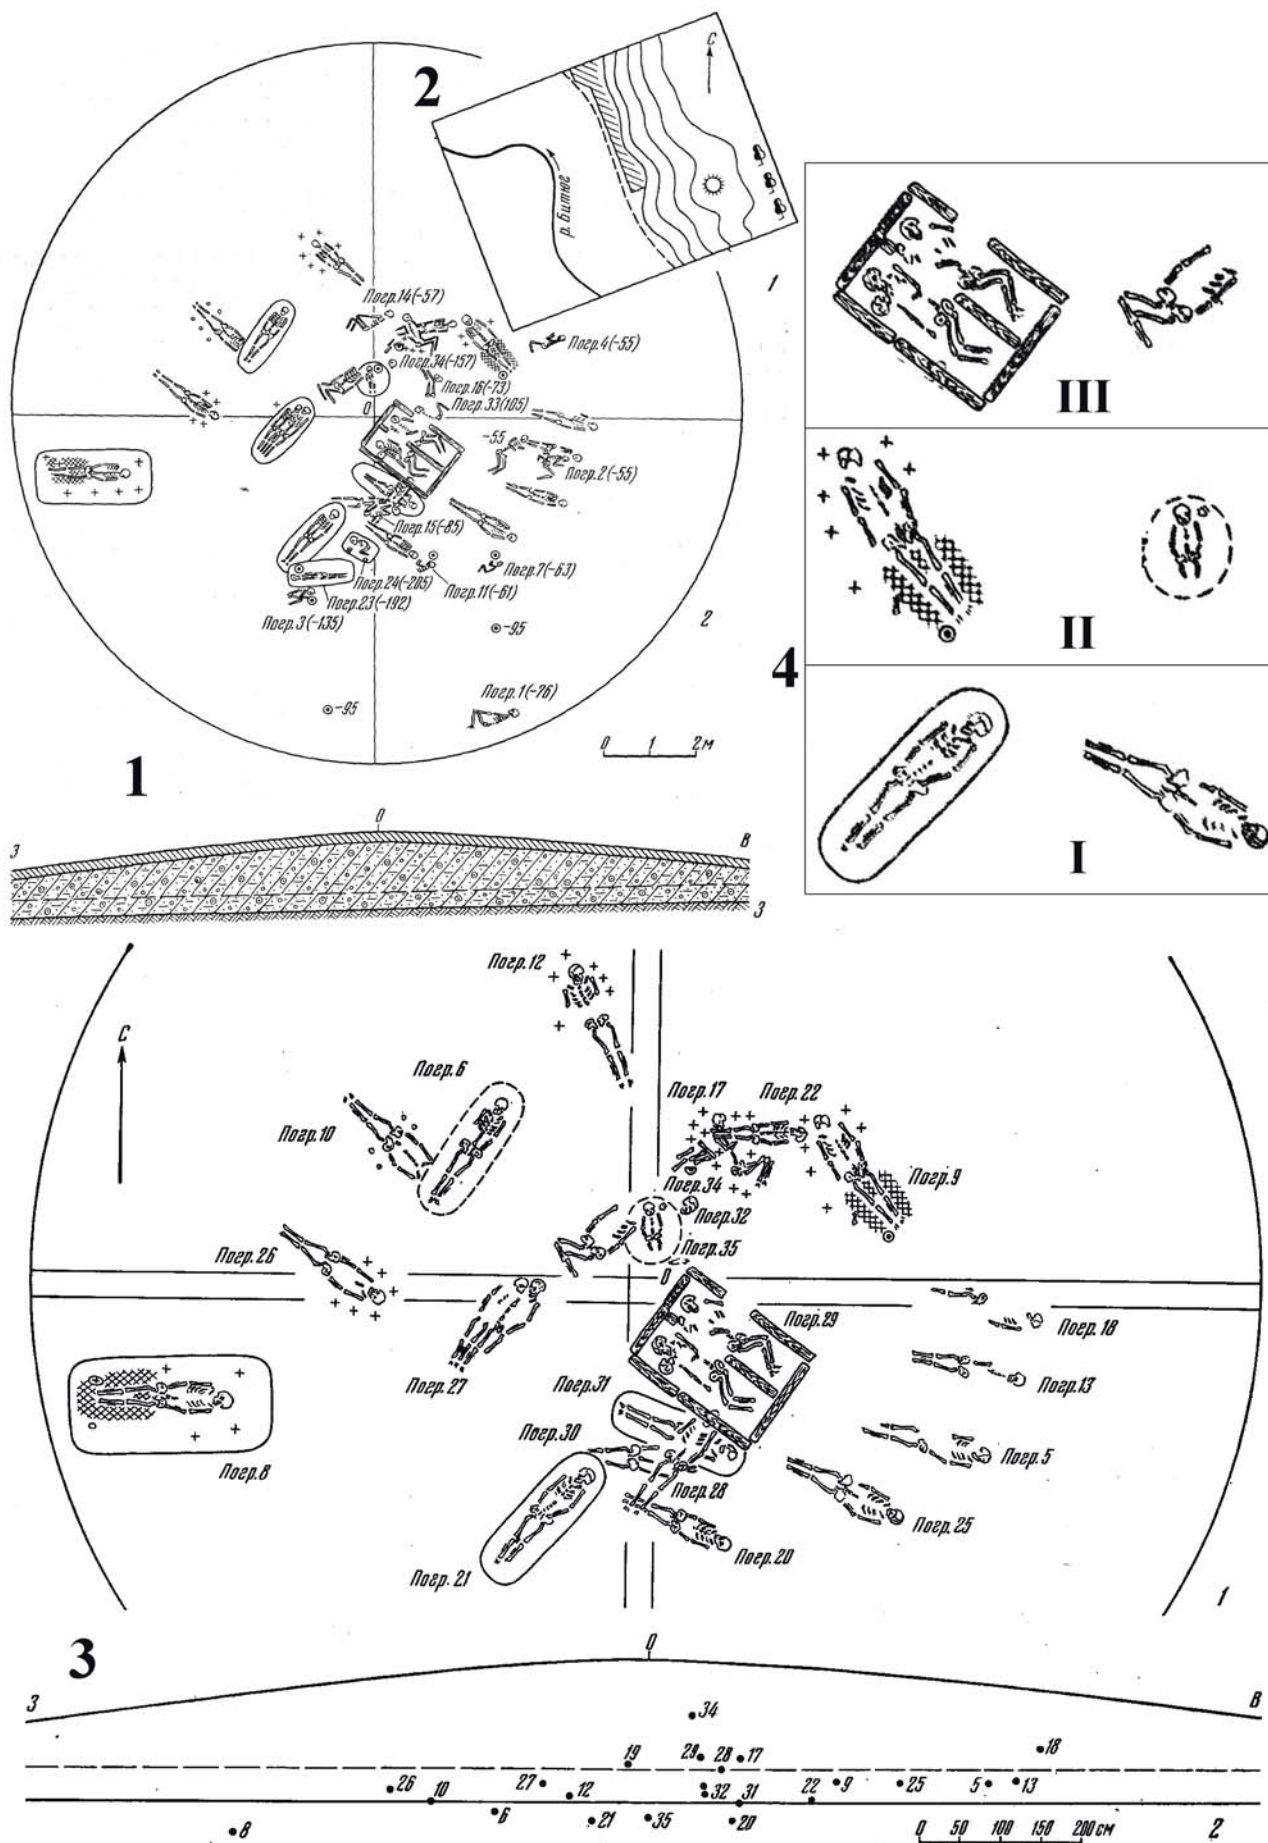 2
С
р. Битюг
1
Погр.14(-57)
Погр.4(-55)
Погр.34(-157)
Погр.16(-73)
Погр.33(105)
0
-55
Погр.2(-55)
Погр.15(-85)
Погр.7(-63)
Погр.11(-61)
Погр.24(-205)
Погр.23(-192)
Погр.3(-135)
-95
2
Погр.1(-76)
-95
0 1 2м
1
З
0
В
3
4
III
II
I
С
Погр.12
Погр.6
Погр.17
Погр.22
Погр.10
Погр.9
Погр.34
Погр.32
Погр.26
Погр.35
0
Погр.29
Погр.18
Погр.13
Погр.27
Погр.31
Погр.30
Погр.5
Погр.8
Погр.28
Погр.25
Погр.20
Погр.21
1
3
З
0
В
34
19
29
28
17
18
26
10
27
12
32
31
22
9
25
5
13
8
6
21
35
20
2
0 50 100 150 200см